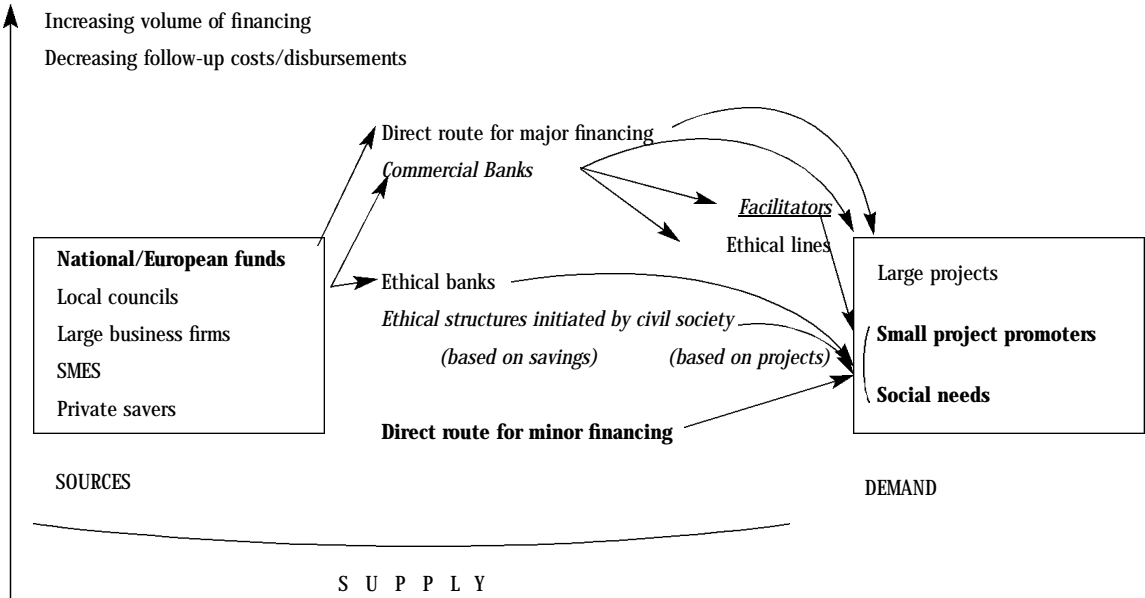 Increasing volume of financing
Decreasing follow-up costs/disbursements
Direct route for major financing
Commercial Banks
Facilitators
Ethical lines
National/European funds
Local councils
Large business firms
SMES
Private savers
Ethical banks
Ethical structures initiated by civil society
(based on savings) (based on projects)
Direct route for minor financing
Large projects
Small project promoters
Social needs
SOURCES
DEMAND
S U P P L Y